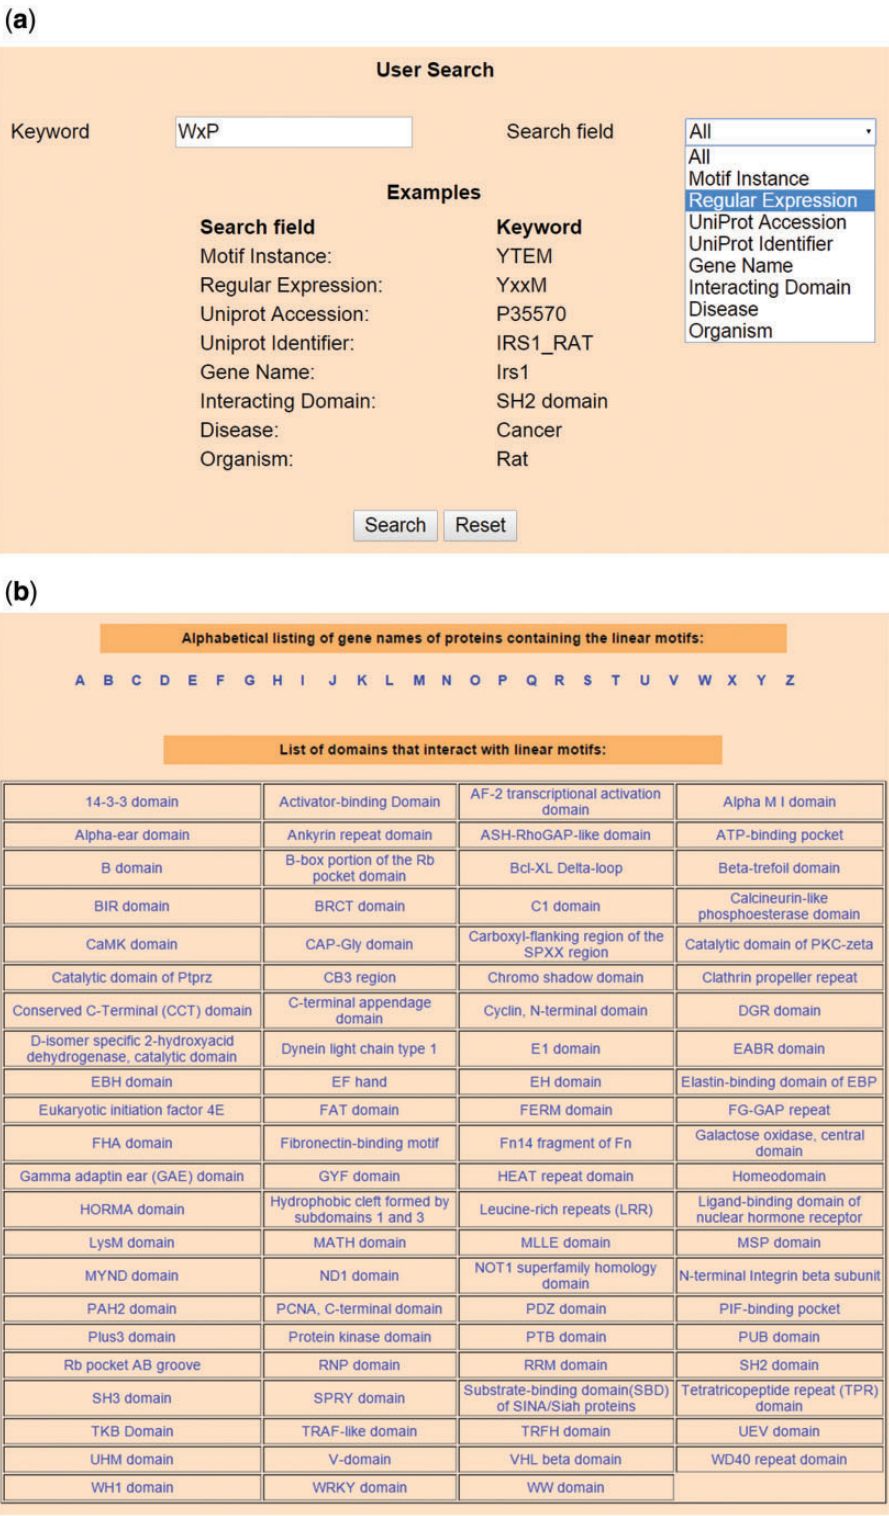 (a)
User Search
Keyword WxP Search field All
All
Motif Instance
Regular Expression
UniProt Accession
UniProt Identifier
Gene Name
Interacting Domain
Disease
Organism
Examples
Search field Keyword
Motif Instance: YTEM
Regular Expression: YxxM
Uniprot Accession: P35570
Uniprot Identifier: IRS1_RAT
Gene Name: Irs1
Interacting Domain: SH2 domain
Disease: Cancer
Organism: Rat
Search Reset
(b)
Alphabetical listing of gene names of proteins containing the linear motifs:
A B C D E F G H I J K L M N O P Q R S T U V W X Y Z
List of domains that interact with linear motifs:
14-3-3 domain Activator-binding Domain AF-2 transcriptional activation domain Alpha M I domain
Alpha-ear domain Ankyrin repeat domain ASH-RhoGAP-like domain ATP-binding pocket
B domain B-box portion of the Rb pocket domain Bcl-XL Delta-loop Beta-trefoil domain
BIR domain BRCT domain C1 domain Calcineurin-like phosphoesterase domain
CaMK domain CAP-Gly domain Carboxyl-flanking region of the SPXX region Catalytic domain of PKC-zeta
Catalytic domain of Ptprz CB3 region Chromo shadow domain Clathrin propeller repeat
Conserved C-Terminal (CCT) domain C-terminal appendage domain Cyclin, N-terminal domain DGR domain
D-isomer specific 2-hydroxyacid dehydrogenase, catalytic domain Dynein light chain type 1 E1 domain EABR domain
EBH domain EF hand EH domain Elastin-binding domain of EBP
Eukaryotic initiation factor 4E FAT domain FERM domain FG-GAP repeat
FHA domain Fibronectin-binding motif Fn14 fragment of Fn Galactose oxidase, central domain
Gamma adaptin ear (GAE) domain GYF domain HEAT repeat domain Homeodomain
HORMA domain Hydrophobic cleft formed by subdomains 1 and 3 Leucine-rich repeats (LRR) Ligand-binding domain of nuclear hormone receptor
LysM domain MATH domain MLLE domain MSP domain
MYND domain ND1 domain NOT1 superfamily homology domain N-terminal Integrin beta subunit
PAH2 domain PCNA, C-terminal domain PDZ domain PIF-binding pocket
Plus3 domain Protein kinase domain PTB domain PUB domain
Rb pocket AB groove RNP domain RRM domain SH2 domain
SH3 domain SPRY domain Substrate-binding domain(SBD) of SINA/Siah proteins Tetratricopeptide repeat (TPR) domain
TKB Domain TRAF-like domain TRFH domain UEV domain
UHM domain V-domain VHL beta domain WD40 repeat domain
WH1 domain WRKY domain WW domain